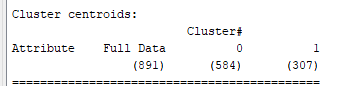 Cluster centroids:
Cluster#
Attribute Full Data 0 1
(891) (584) (307)
============================================